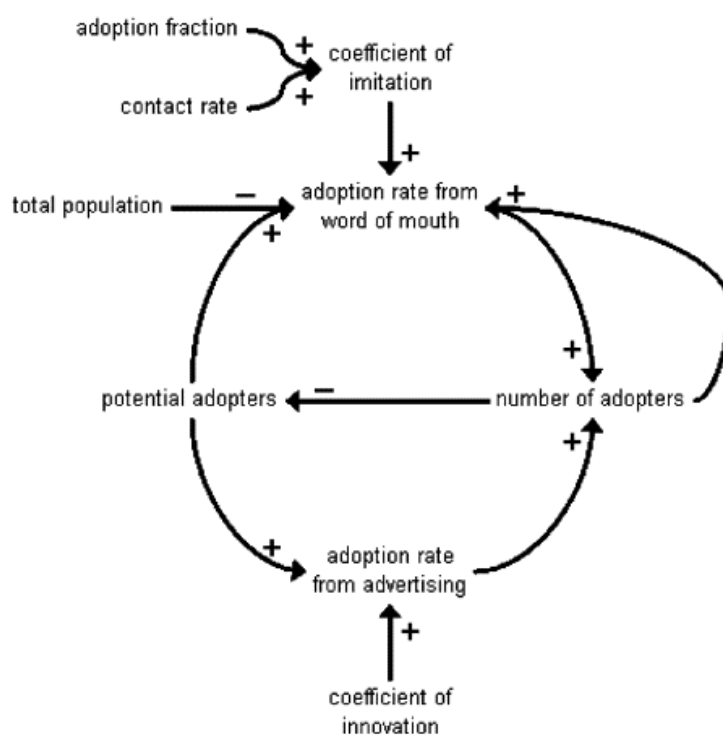 adoption fraction
+
coefficient of
imitation
+
contact rate
+
total population
−
adoption rate from
word of mouth
+
+
+
potential adopters
−
number of adopters
+
+
adoption rate
from advertising
+
coefficient of
innovation